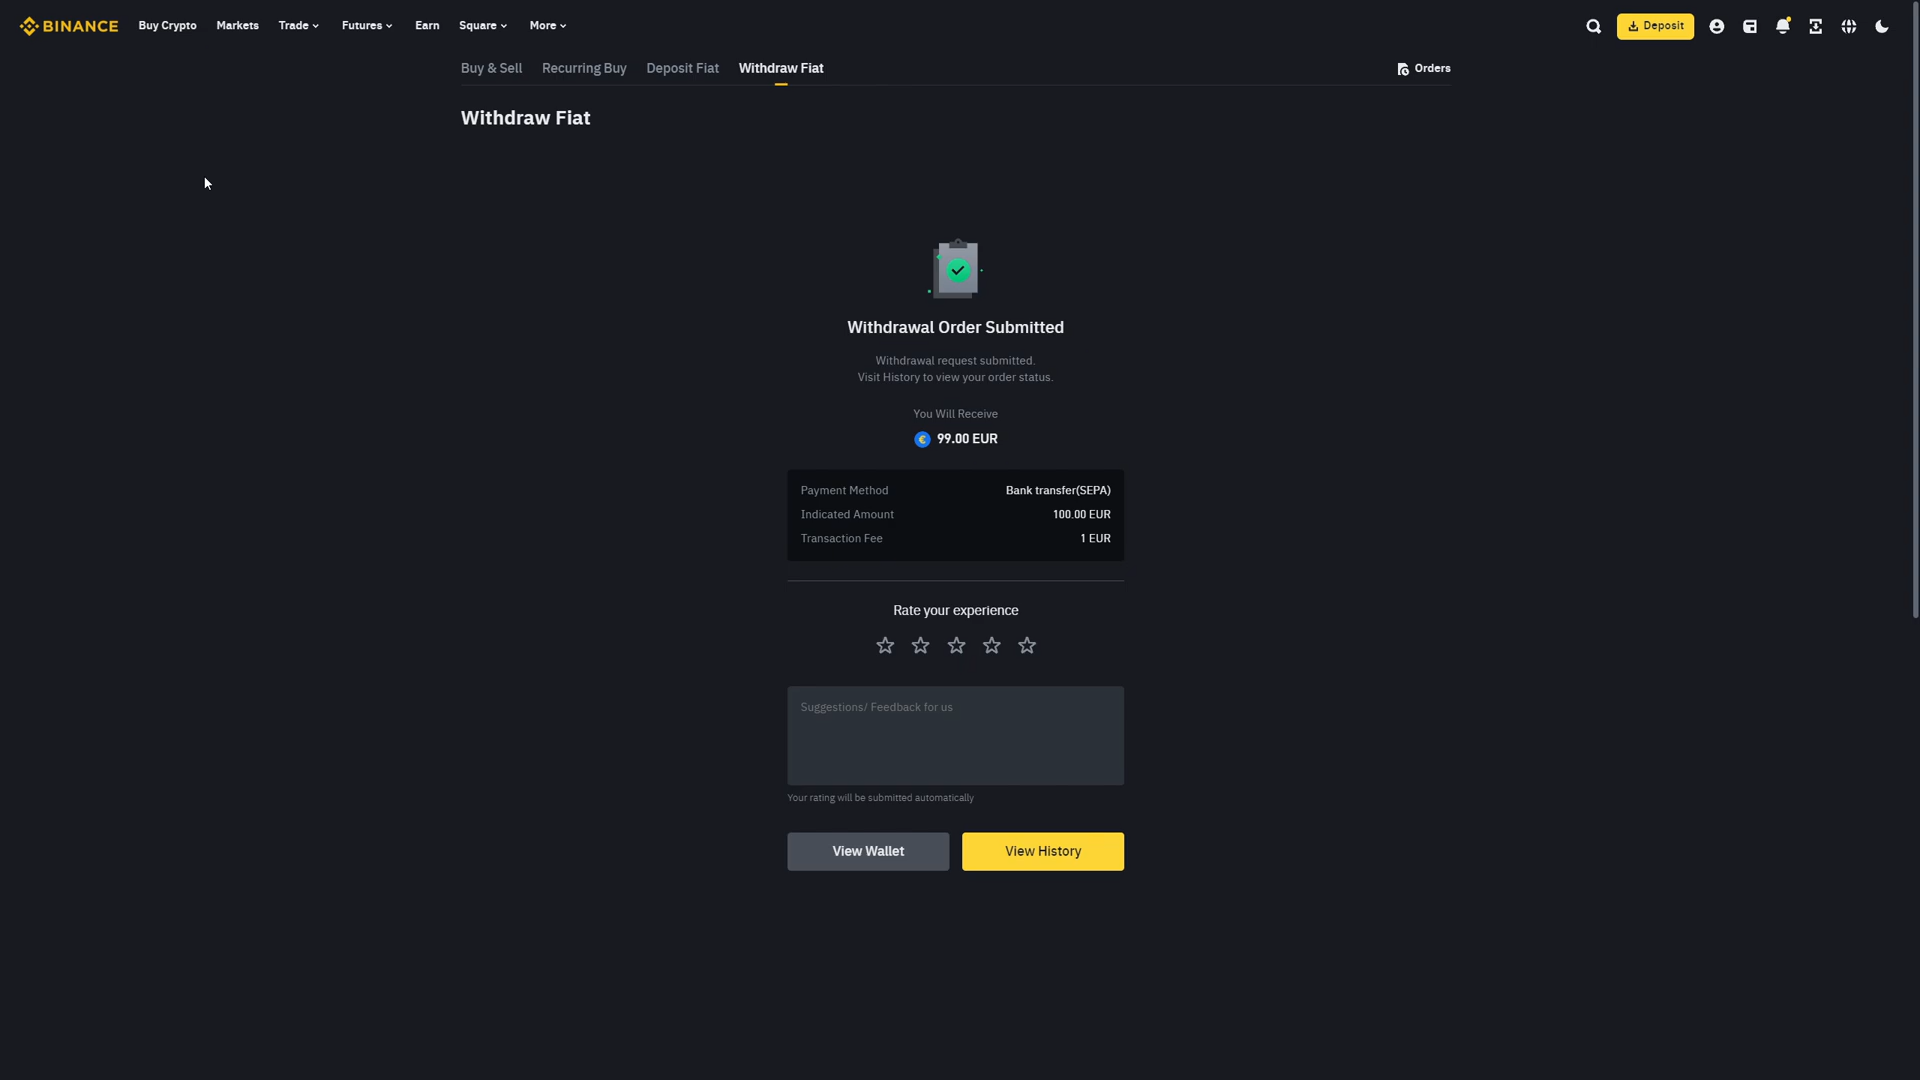 BINANCE Buy Crypto Markets Trade Futures Earn Square More Deposit
Buy & Sell Recurring Buy Deposit Fiat Withdraw Fiat Orders
Withdraw Fiat
Withdrawal Order Submitted
Withdrawal request submitted.
Visit History to view your order status.
You Will Receive
€ 99.00 EUR
Payment Method Bank transfer(SEPA)
Indicated Amount 100.00 EUR
Transaction Fee 1 EUR
Rate your experience
Suggestions/ Feedback for us
Your rating will be submitted automatically
View Wallet View History